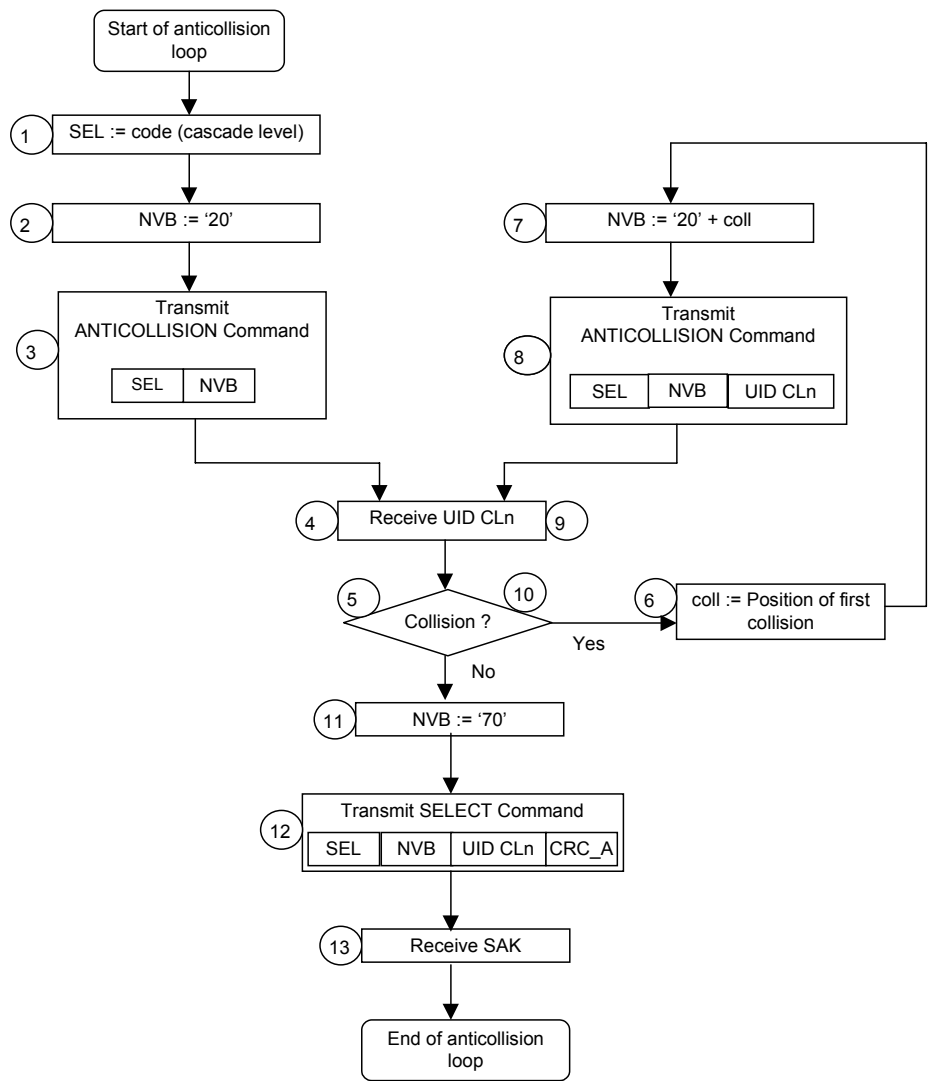 Start of anticollision
loop
1
SEL := code (cascade level)
2
NVB := ‘20’
3
Transmit
ANTICOLLISION Command
SEL
NVB
7
NVB := ‘20’ + coll
8
Transmit
ANTICOLLISION Command
SEL
NVB
UID CLn
4
Receive UID CLn
9
5
10
Collision ?
Yes
No
6
coll := Position of first
collision
11
NVB := ‘70’
12
Transmit SELECT Command
SEL
NVB
UID CLn
CRC_A
13
Receive SAK
End of anticollision
loop